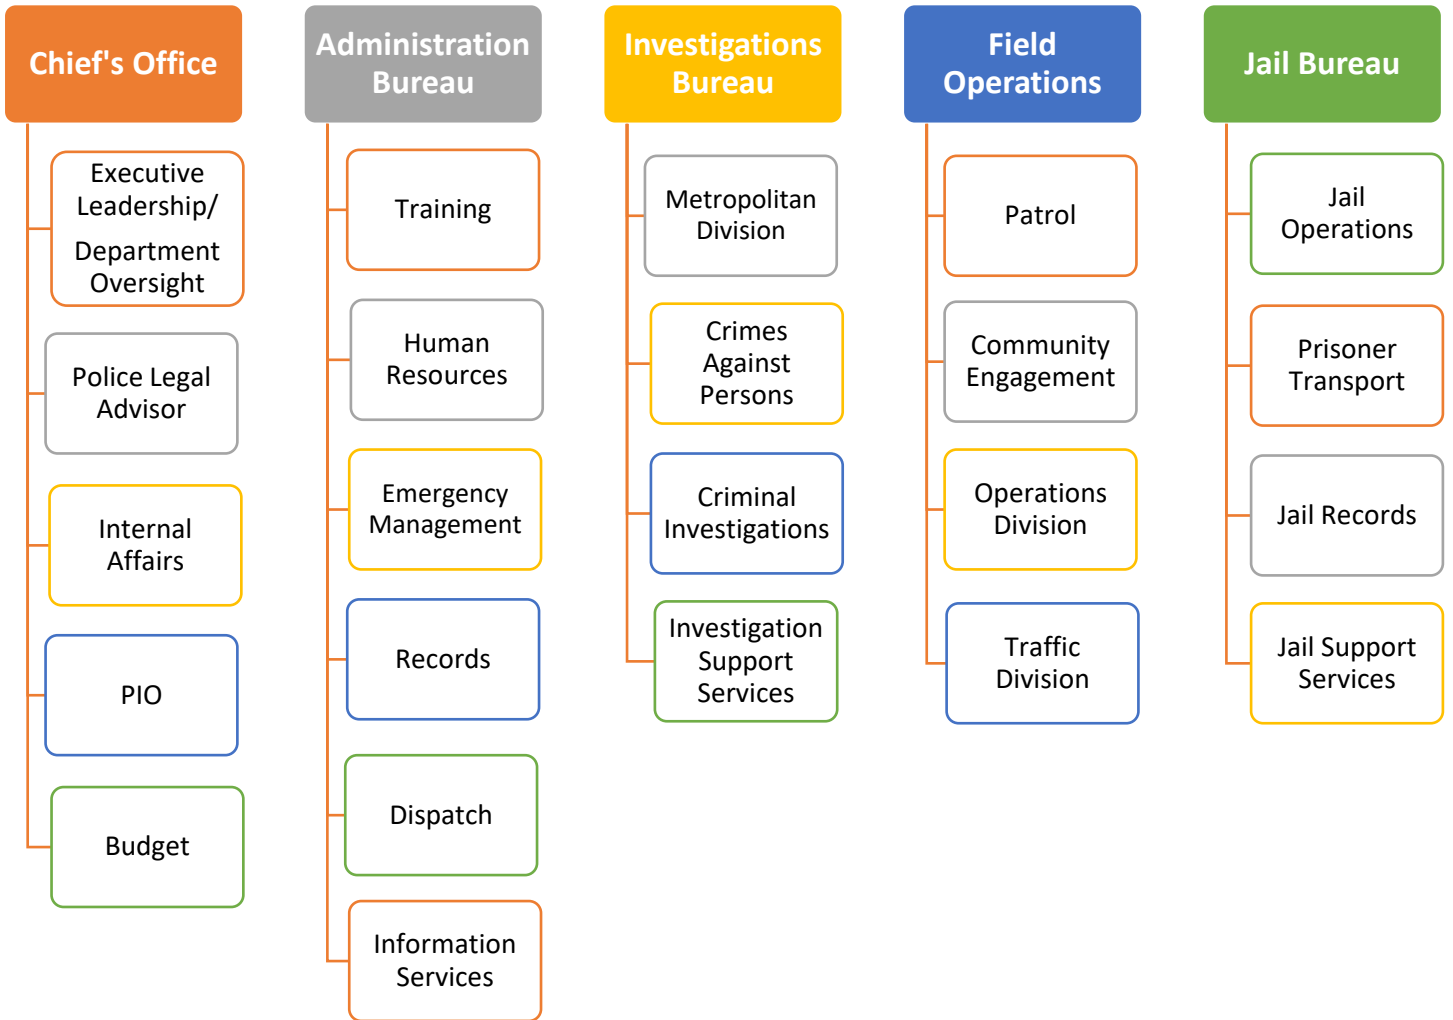 Chief's Office
Executive
Leadership/
Department
Oversight
Police Legal
Advisor
Internal
Affairs
PIO
Budget
Administration
Bureau
Training
Human
Resources
Emergency
Management
Records
Dispatch
Information
Services
Investigations
Bureau
Metropolitan
Division
Crimes
Against
Persons
Criminal
Investigations
Investigation
Support
Services
Field
Operations
Patrol
Community
Engagement
Operations
Division
Traffic
Division
Jail Bureau
Jail
Operations
Prisoner
Transport
Jail Records
Jail Support
Services